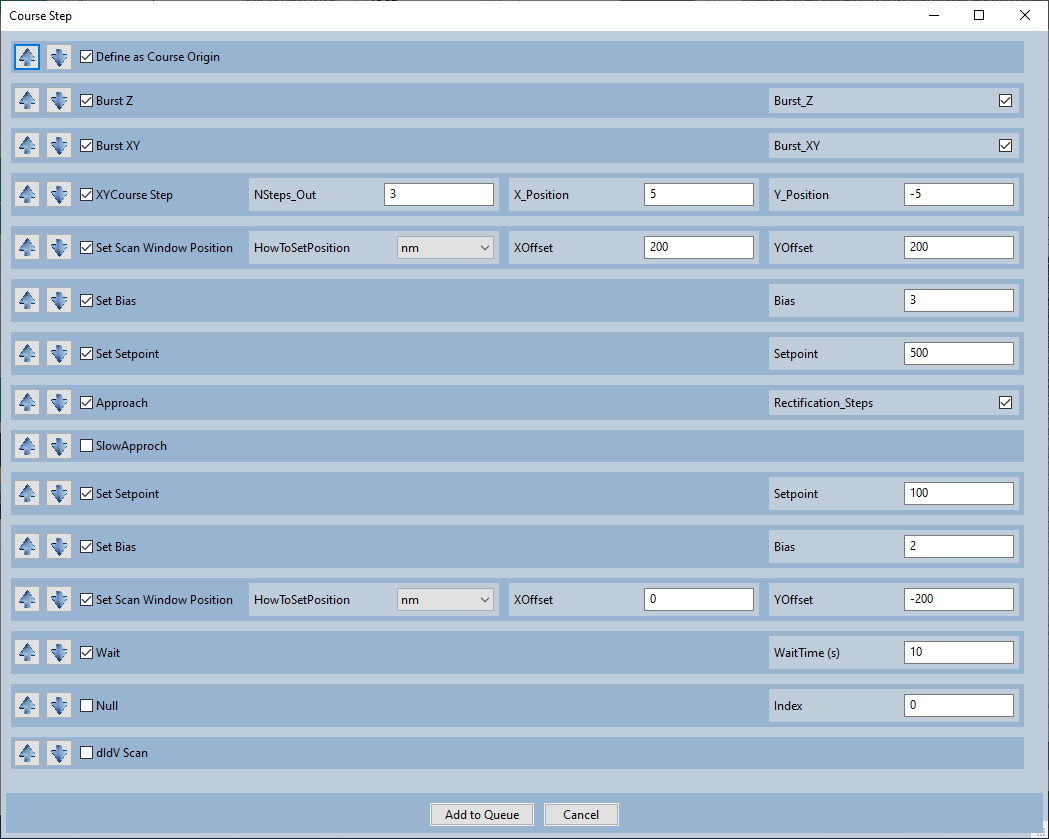 Course Step
Define as Course Origin
Burst Z Burst_Z
Burst XY Burst_XY
XYCourse Step NSteps_Out 3 X_Position 5 Y_Position -5
Set Scan Window Position HowToSetPosition nm XOffset 200 YOffset 200
Set Bias Bias 3
Set Setpoint Setpoint 500
Approach Rectification_Steps
SlowApproch
Set Setpoint Setpoint 100
Set Bias Bias 2
Set Scan Window Position HowToSetPosition nm XOffset 0 YOffset -200
Wait WaitTime (s) 10
Null Index 0
dIdV Scan
Add to Queue Cancel